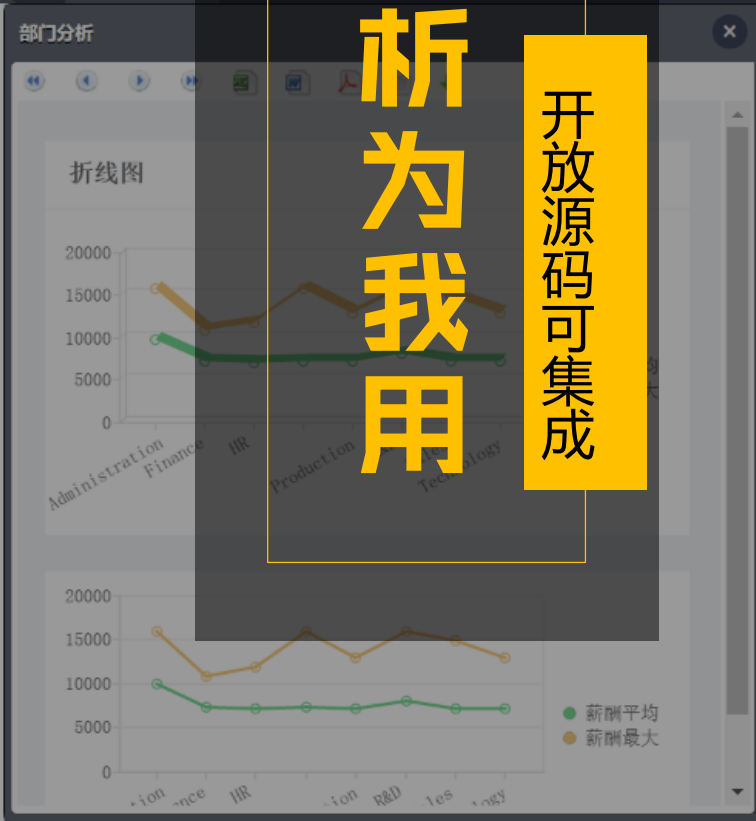 部门分析
析为我用
开放源码可集成
折线图
20000
15000
10000
5000
0
Administration
Finance
HR
Production
Technology
20000
15000
10000
5000
0
HR
R&D
薪酬平均
薪酬最大